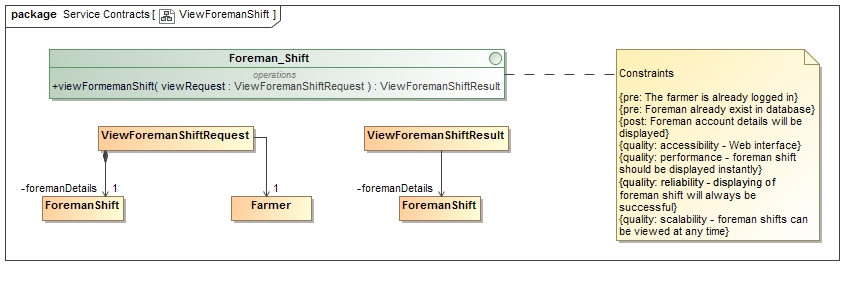 package Service Contracts [ ViewForemanShift ]
Foreman_Shift
operations
+viewFormemanShift( viewRequest : ViewForemanShiftRequest ) : ViewForemanShiftResult
Constraints
{pre: The farmer is already logged in}
{pre: Foreman already exist in database}
{post: Foreman account details will be
displayed}
{quality: accessibility - Web interface}
{quality: performance - foreman shift
should be displayed instantly}
{quality: reliability - displaying of
foreman shift will always be
successful}
{quality: scalability - foreman shifts can
be viewed at any time}
ViewForemanShiftRequest
ViewForemanShiftResult
-foremanDetails 1
1
-foremanDetails
ForemanShift
Farmer
ForemanShift